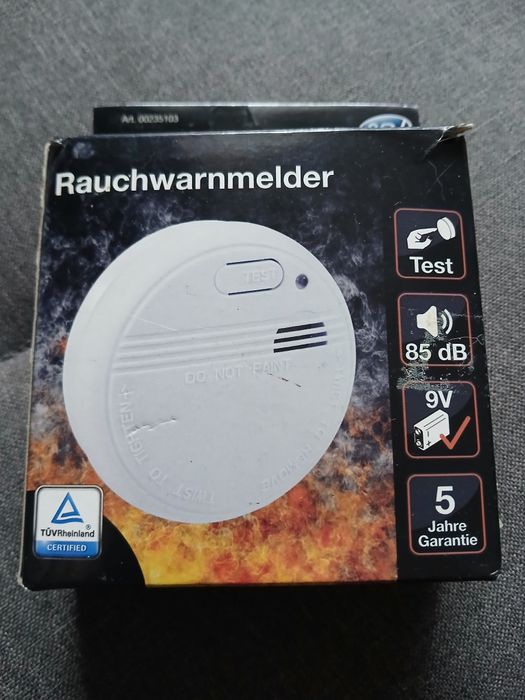 Art. 00235103
Rauchwarnmelder
TEST
DO NOT PAINT
TWIST TO TIGHTEN
Test
85 dB
9V
5
Jahre
Garantie
TÜVRheinland®
CERTIFIED